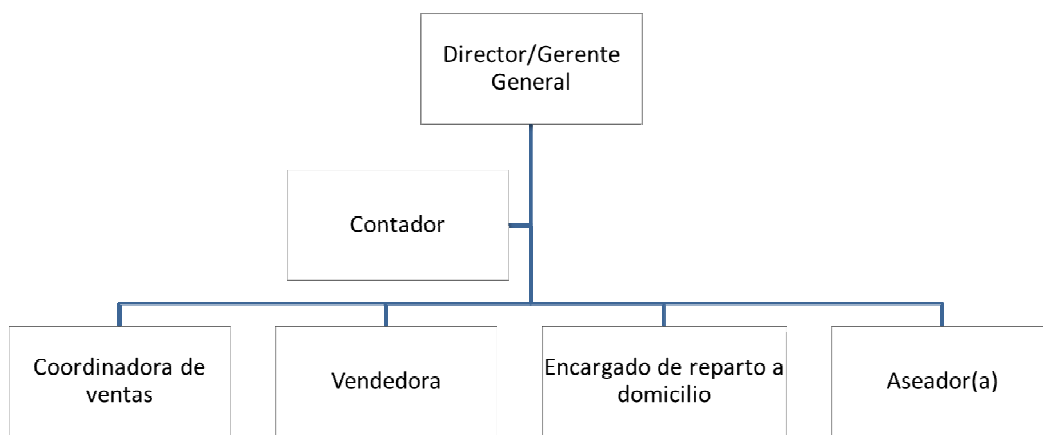 Director/Gerente
General
Contador
Coordinadora de
ventas
Vendedora
Encargado de reparto a
domicilio
Aseador(a)